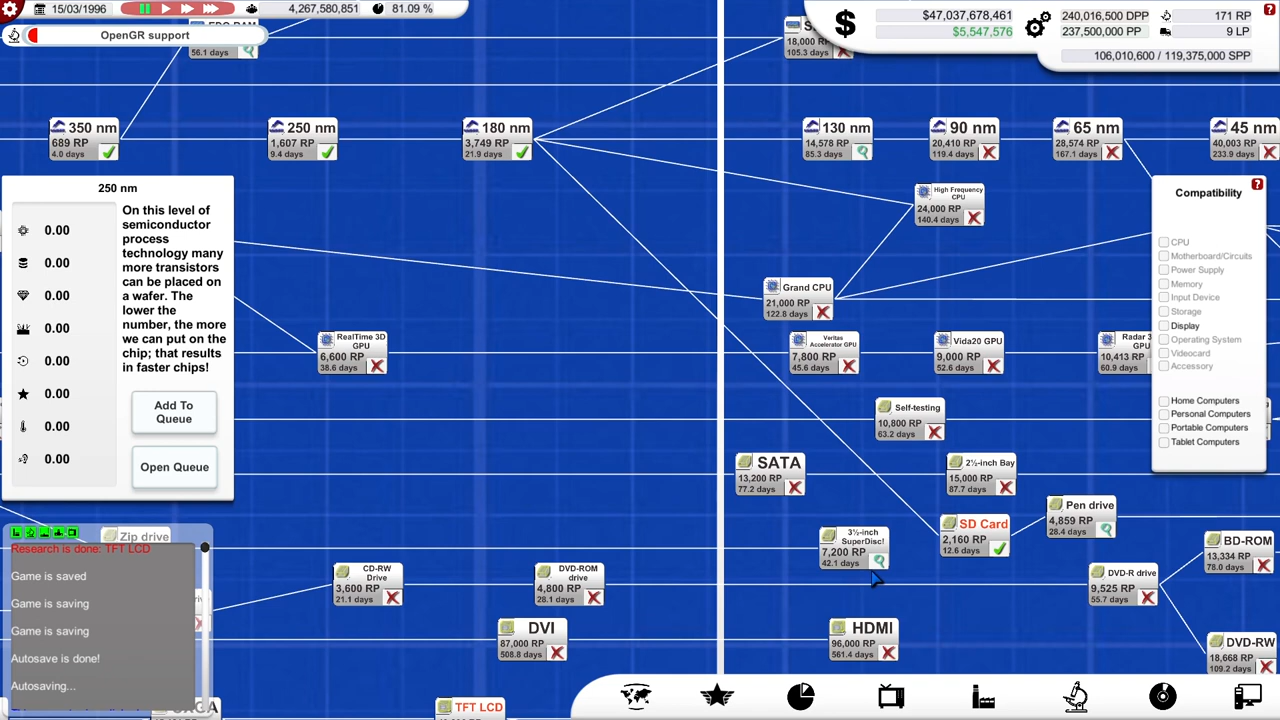 15/03/1996
4,267,580,851
81.09 %
$
$47,037,678,461
$5,547,576
240,016,500 DPP
237,500,000 PP
171 RP
9 LP
106,010,600 / 119,375,000 SPP
?
OpenGR support
56.1 days
18,000
105.3 days
350 nm
689 RP
4.0 days
250 nm
1,607 RP
9.4 days
180 nm
3,749 RP
21.9 days
130 nm
14,578 RP
85.3 days
90 nm
20,410 RP
119.4 days
65 nm
28,574 RP
167.1 days
45 nm
40,003 RP
233.9 days
250 nm
0.00
0.00
0.00
0.00
0.00
0.00
0.00
0.00
On this level of
semiconductor
process
technology many
more transistors
can be placed on
a wafer. The
lower the
number, the more
we can put on the
chip; that results
in faster chips!
Add To
Queue
Open Queue
High Frequency
CPU
24,000 RP
140.4 days
Grand CPU
21,000 RP
122.8 days
RealTime 3D
GPU
6,600 RP
38.6 days
Veritas
Accelerator GPU
7,800 RP
45.6 days
Vida20 GPU
9,000 RP
52.6 days
Radar 3
GPU
10,413 RP
60.9 days
Self-testing
10,800 RP
63.2 days
SATA
13,200 RP
77.2 days
2½-inch Bay
15,000 RP
87.7 days
Pen drive
4,859 RP
28.4 days
SD Card
2,160 RP
12.6 days
3½-inch
SuperDisc!
7,200 RP
42.1 days
BD-ROM
13,334 RP
78.0 days
CD-RW
Drive
3,600 RP
21.1 days
DVD-ROM
drive
4,800 RP
28.1 days
DVD-R drive
9,525 RP
55.7 days
DVI
87,000 RP
508.8 days
HDMI
96,000 RP
561.4 days
DVD-RW
18,668 RP
109.2 days
TFT LCD
Zip drive
Research is done: TFT LCD
Game is saved
Game is saving
Game is saving
Autosave is done!
Autosaving...
?
Compatibility
CPU
Motherboard/Circuits
Power Supply
Memory
Input Device
Storage
Display
Operating System
Videocard
Accessory
Home Computers
Personal Computers
Portable Computers
Tablet Computers